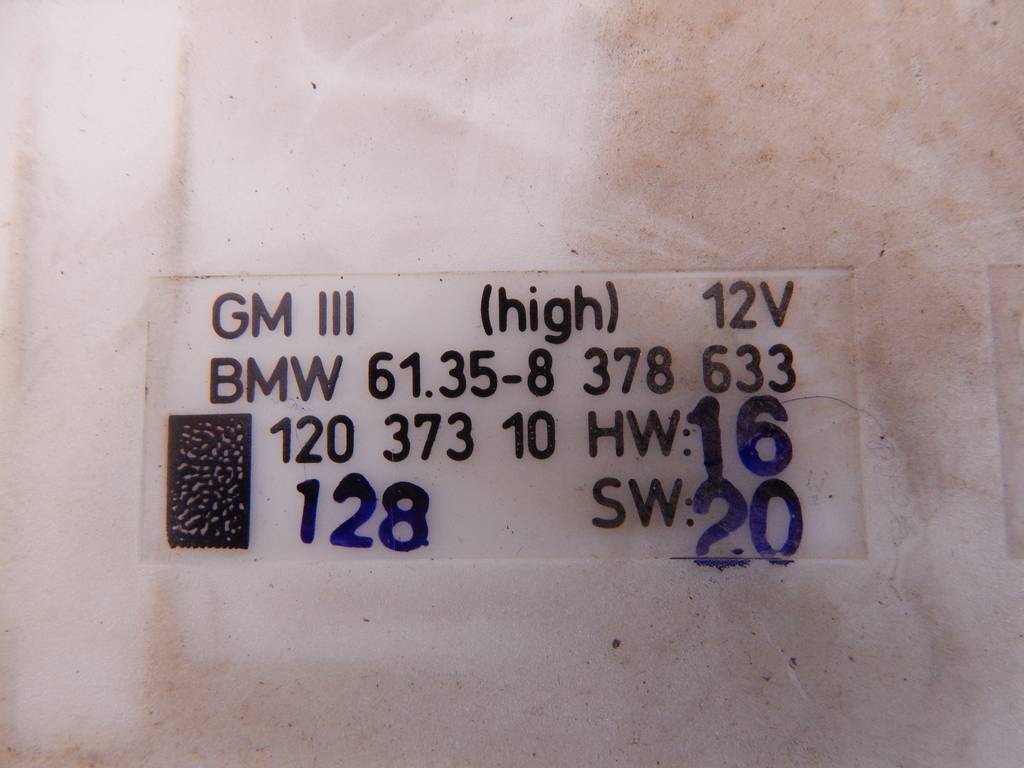 GM III (high) 12V
BMW 61.35-8 378 633
120 373 10 HW:16
128 SW:20